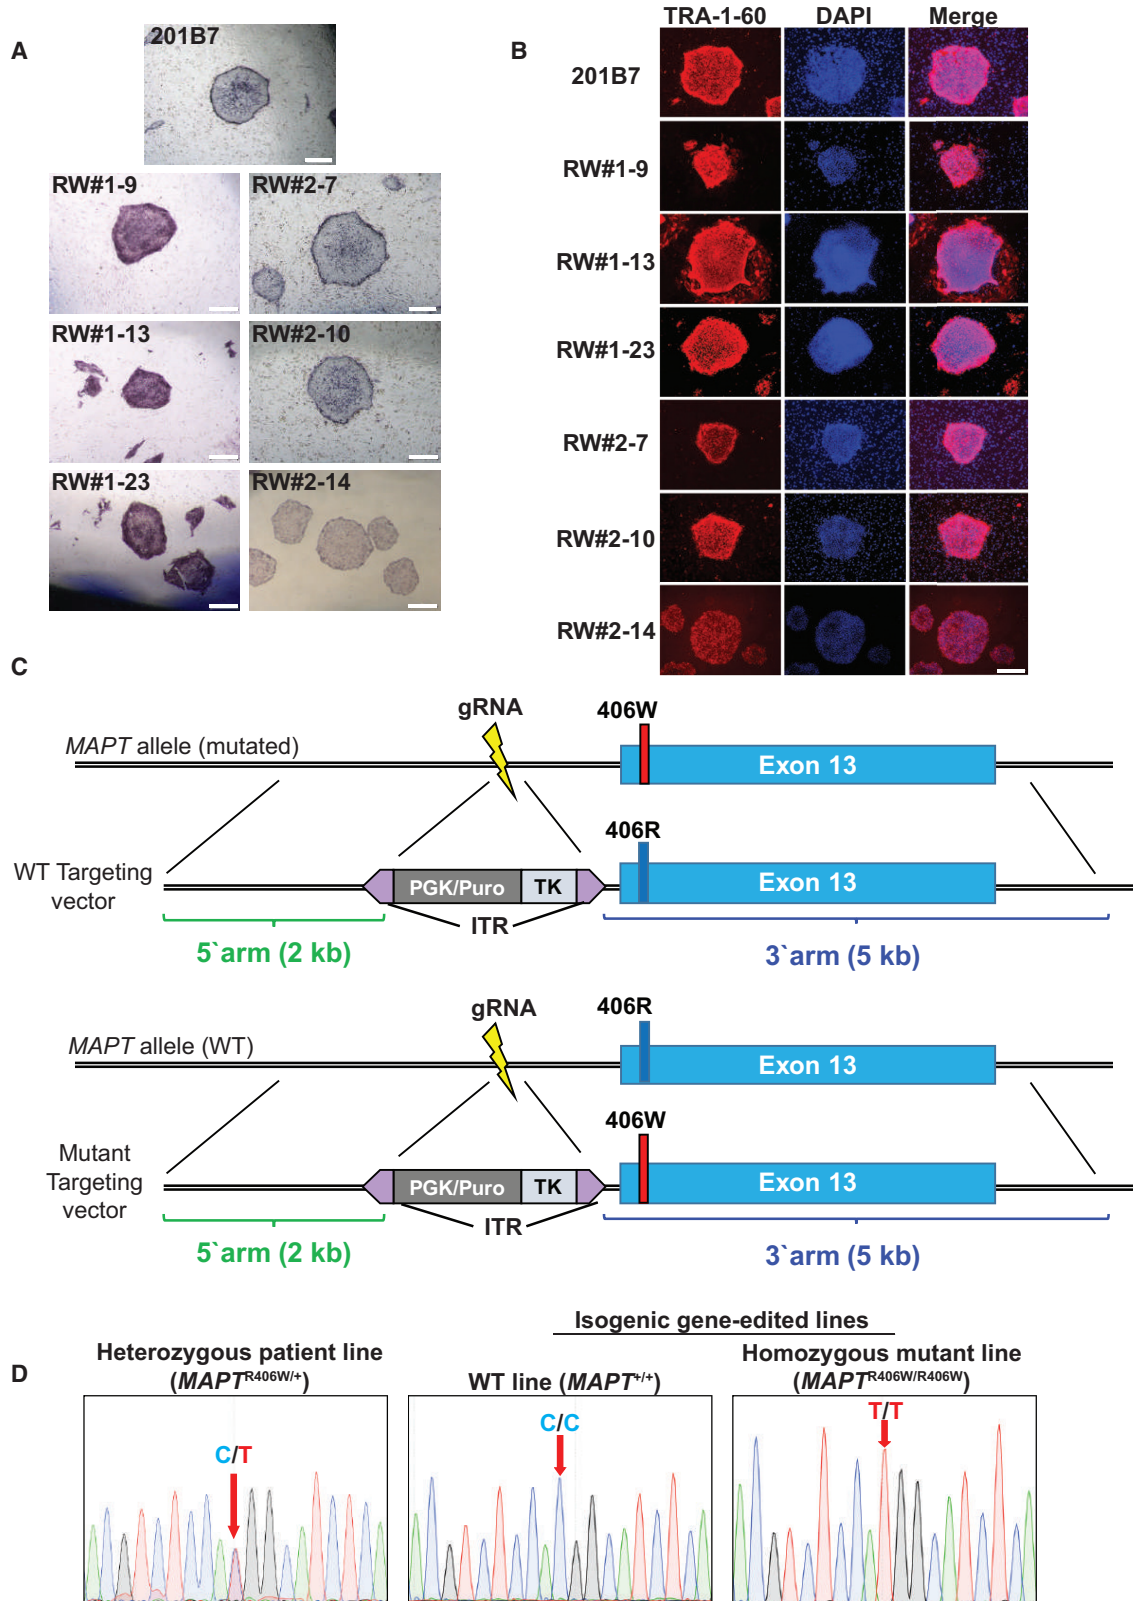 A
201B7
RW#1-9
RW#2-7
RW#1-13
RW#2-10
RW#1-23
RW#2-14
B
TRA-1-60 DAPI Merge
201B7
RW#1-9
RW#1-13
RW#1-23
RW#2-7
RW#2-10
RW#2-14
C
gRNA
406W
MAPT allele (mutated)
Exon 13
406R
WT Targeting
vector
PGK/Puro
TK
Exon 13
ITR
5`arm (2 kb)
3`arm (5 kb)
gRNA
406R
MAPT allele (WT)
Exon 13
406W
Mutant
Targeting
vector
PGK/Puro
TK
Exon 13
ITR
5`arm (2 kb)
3`arm (5 kb)
Isogenic gene-edited lines
D
Heterozygous patient line
(MAPT^R406W/+)
WT line (MAPT^+/+)
Homozygous mutant line
(MAPT^R406W/R406W)
C/T
C/C
T/T